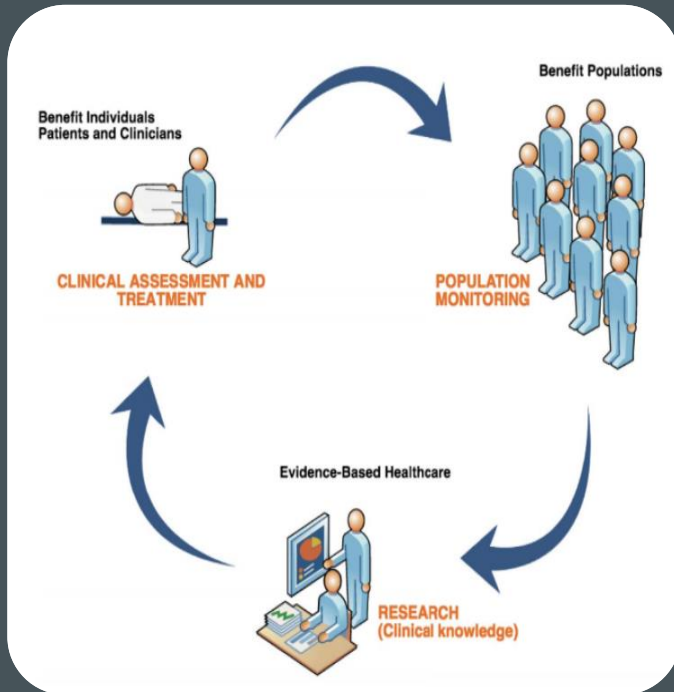 Benefit Individuals
Patients and Clinicians
CLINICAL ASSESSMENT AND
TREATMENT
Benefit Populations
POPULATION
MONITORING
Evidence-Based Healthcare
RESEARCH
(Clinical knowledge)